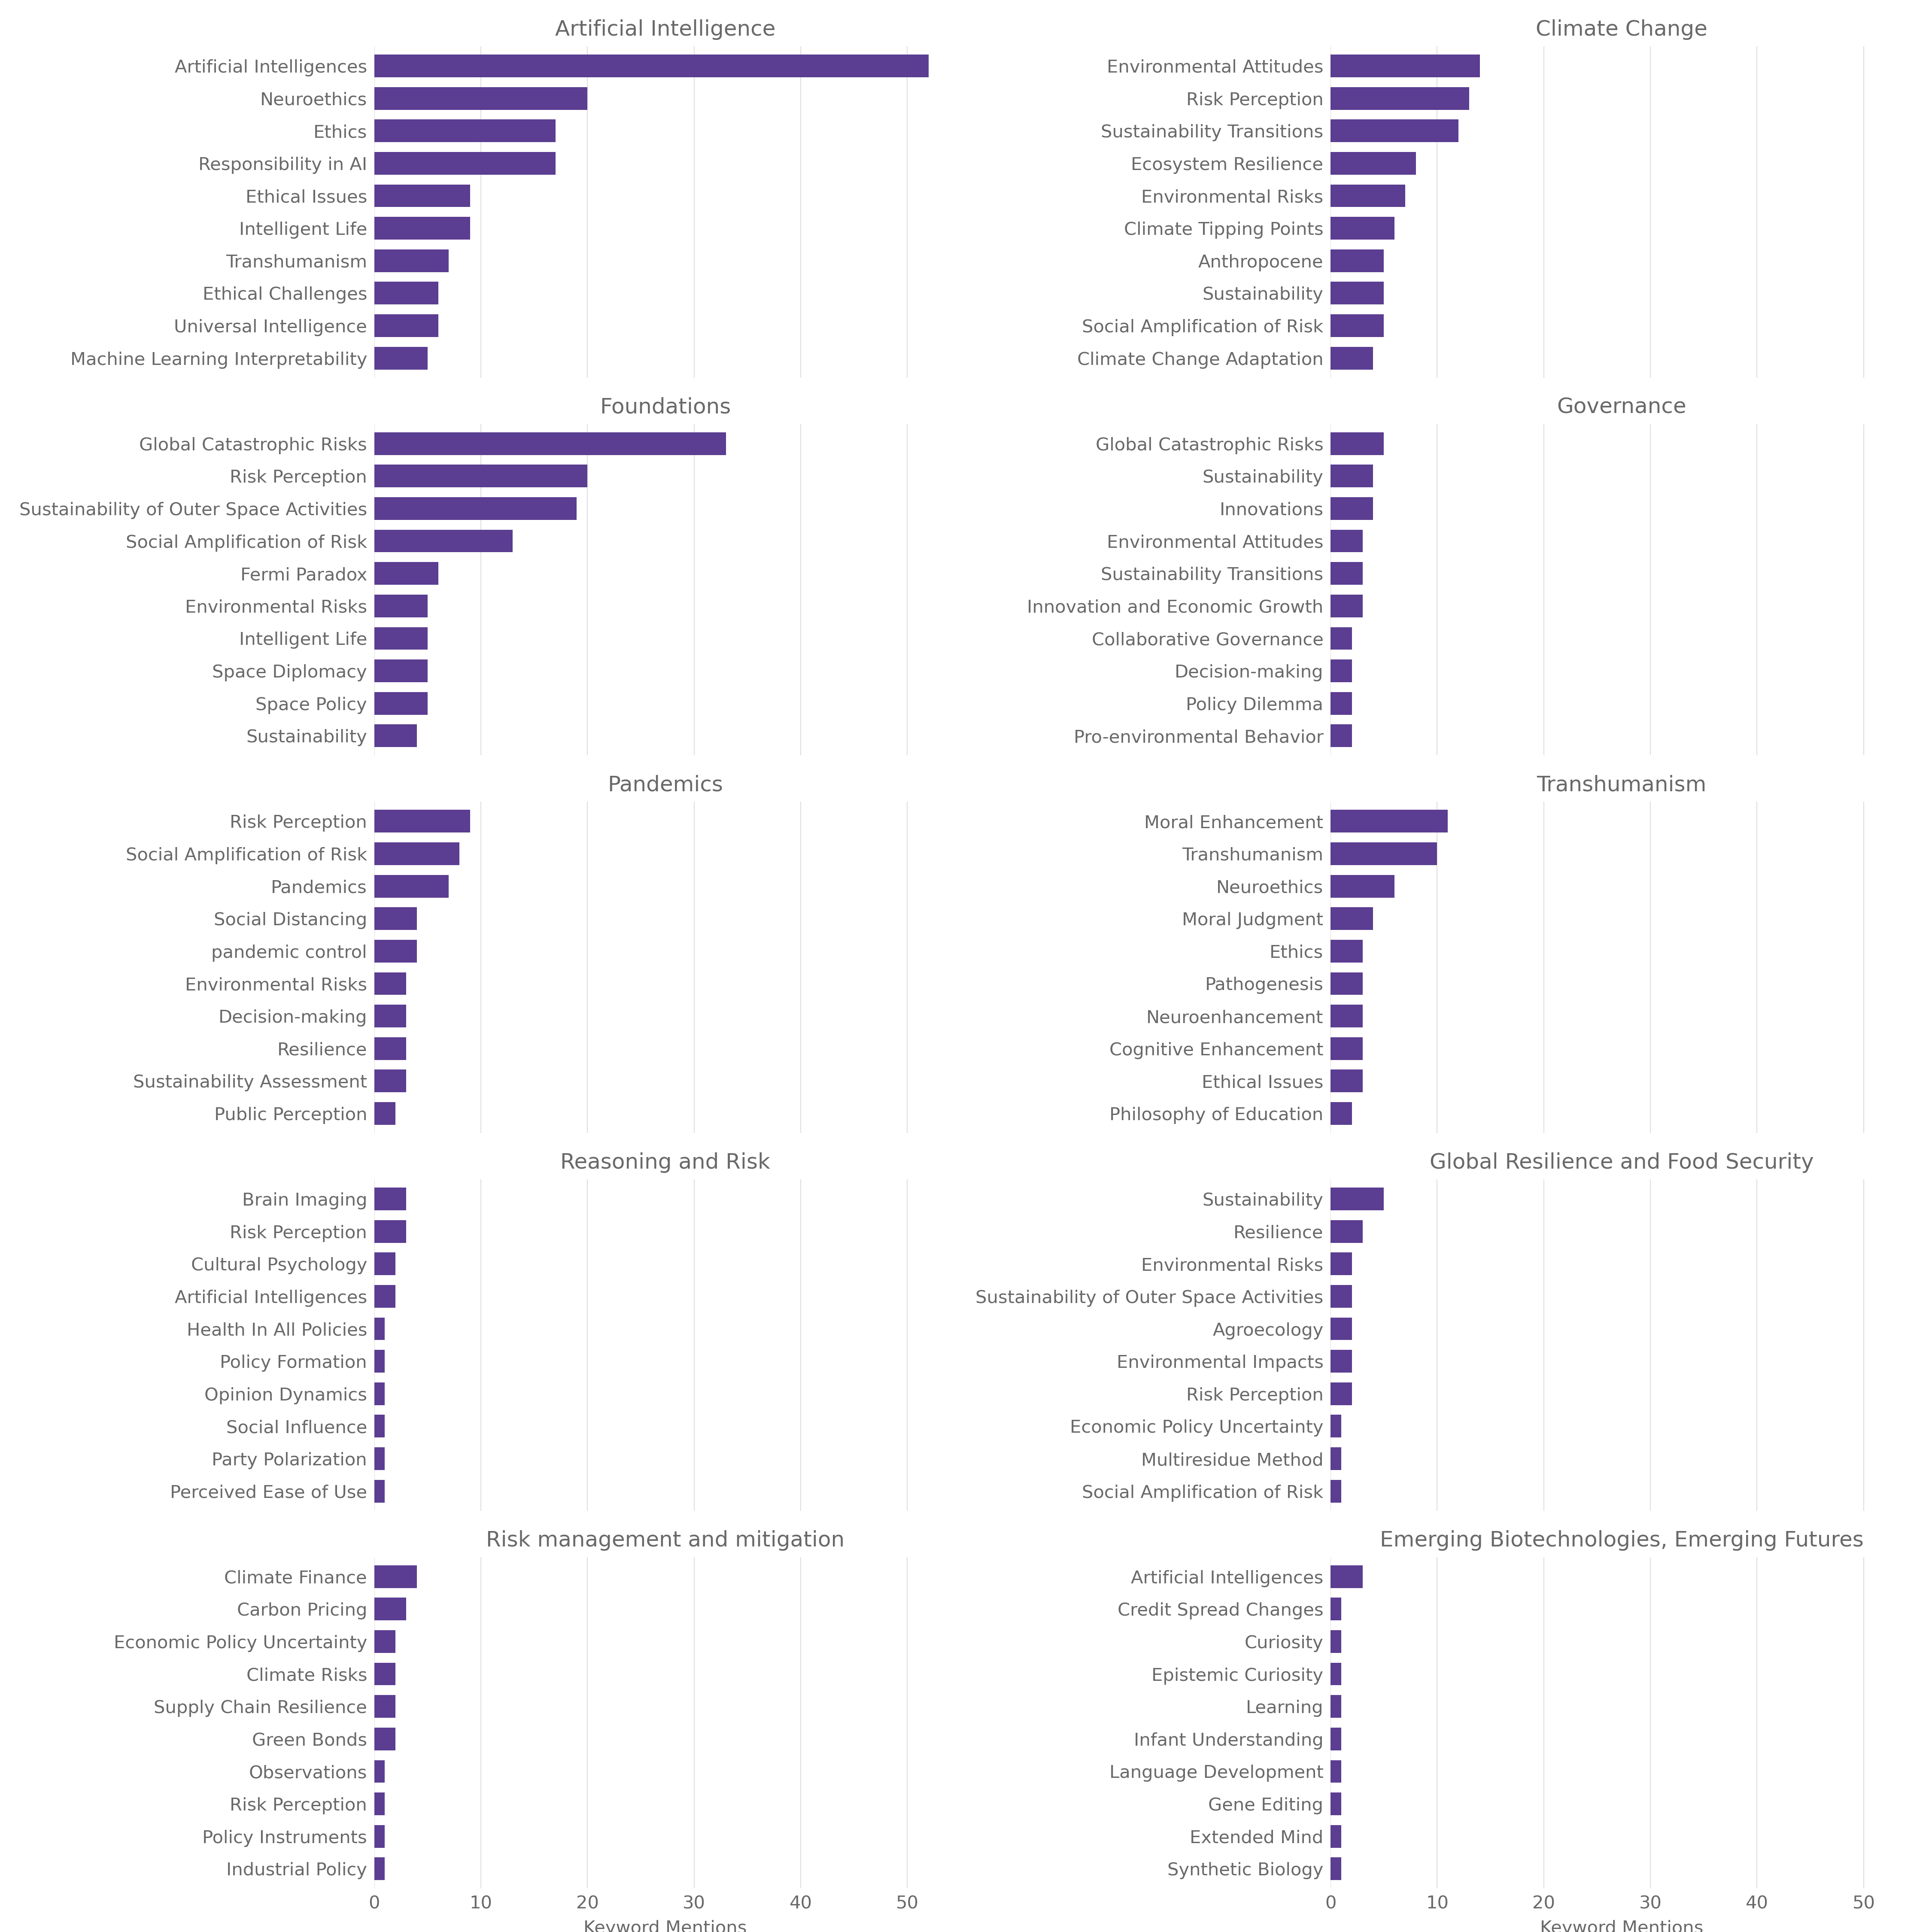 Artificial Intelligence
Artificial Intelligences
Neuroethics
Ethics
Responsibility in AI
Ethical Issues
Intelligent Life
Transhumanism
Ethical Challenges
Universal Intelligence
Machine Learning Interpretability
Climate Change
Environmental Attitudes
Risk Perception
Sustainability Transitions
Ecosystem Resilience
Environmental Risks
Climate Tipping Points
Anthropocene
Sustainability
Social Amplification of Risk
Climate Change Adaptation
Foundations
Global Catastrophic Risks
Risk Perception
Sustainability of Outer Space Activities
Social Amplification of Risk
Fermi Paradox
Environmental Risks
Intelligent Life
Space Diplomacy
Space Policy
Sustainability
Governance
Global Catastrophic Risks
Sustainability
Innovations
Environmental Attitudes
Sustainability Transitions
Innovation and Economic Growth
Collaborative Governance
Decision-making
Policy Dilemma
Pro-environmental Behavior
Pandemics
Risk Perception
Social Amplification of Risk
Pandemics
Social Distancing
pandemic control
Environmental Risks
Decision-making
Resilience
Sustainability Assessment
Public Perception
Transhumanism
Moral Enhancement
Transhumanism
Neuroethics
Moral Judgment
Ethics
Pathogenesis
Neuroenhancement
Cognitive Enhancement
Ethical Issues
Philosophy of Education
Reasoning and Risk
Brain Imaging
Risk Perception
Cultural Psychology
Artificial Intelligences
Health In All Policies
Policy Formation
Opinion Dynamics
Social Influence
Party Polarization
Perceived Ease of Use
Global Resilience and Food Security
Sustainability
Resilience
Environmental Risks
Sustainability of Outer Space Activities
Agroecology
Environmental Impacts
Risk Perception
Economic Policy Uncertainty
Multiresidue Method
Social Amplification of Risk
Risk management and mitigation
Climate Finance
Carbon Pricing
Economic Policy Uncertainty
Climate Risks
Supply Chain Resilience
Green Bonds
Observations
Risk Perception
Policy Instruments
Industrial Policy
0 10 20 30 40 50
Keyword Mentions
Emerging Biotechnologies, Emerging Futures
Artificial Intelligences
Credit Spread Changes
Curiosity
Epistemic Curiosity
Learning
Infant Understanding
Language Development
Gene Editing
Extended Mind
Synthetic Biology
0 10 20 30 40 50
Keyword Mentions